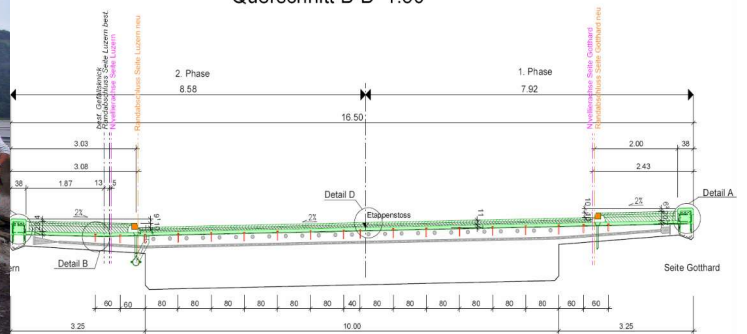 Querschnitt B-B 1:50
best. Gefällsknick
Randabschluss Seite Luzern best.
Nivellierachse Seite Luzern
Randabschluss Seite Luzern neu
2. Phase
1. Phase
Nivellierachse Seite Gotthard
Randabschluss Seite Gotthard neu
8.58
7.92
16.50
3.03
2.00
38
3.08
2.43
38
1.87
13
5
Detail D
Detail A
2%
Etappenstoss
2%
2%
11
Detail B
Seite Gotthard
60
60
80
80
80
80
80
80
40
80
80
80
80
80
80
60
60
3.25
10.00
3.25